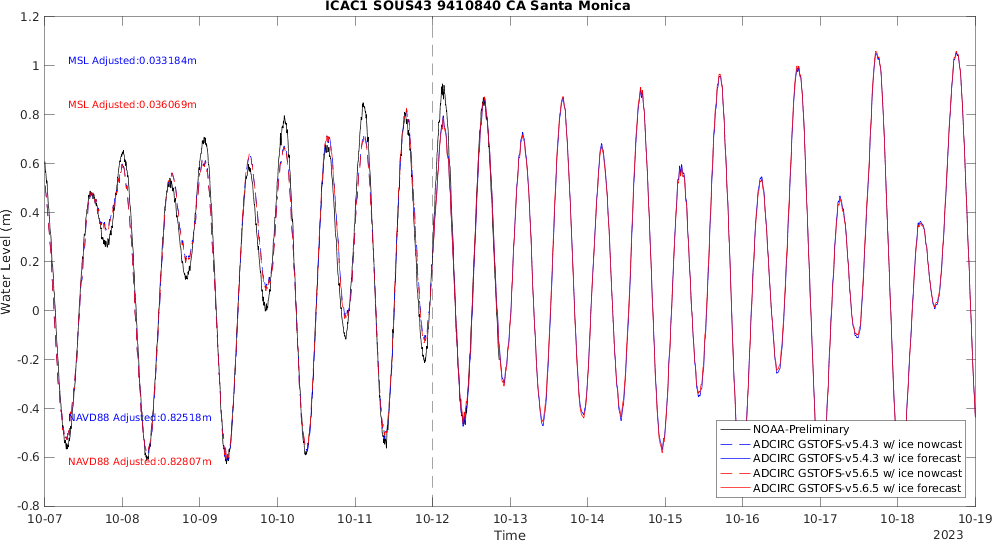 ICAC1 SOUS43 9410840 CA Santa Monica
1.2
1
0.8
0.6
0.4
0.2
0
-0.2
-0.4
-0.6
-0.8
Water Level (m)
MSL Adjusted:0.033184m
MSL Adjusted:0.036069m
NAVD88 Adjusted:0.82518m
NAVD88 Adjusted:0.82807m
NOAA-Preliminary
ADCIRC GSTOFS-v5.4.3 w/ ice nowcast
ADCIRC GSTOFS-v5.4.3 w/ ice forecast
ADCIRC GSTOFS-v5.6.5 w/ ice nowcast
ADCIRC GSTOFS-v5.6.5 w/ ice forecast
10-07 10-08 10-09 10-10 10-11 10-12 10-13 10-14 10-15 10-16 10-17 10-18 10-19
Time
2023